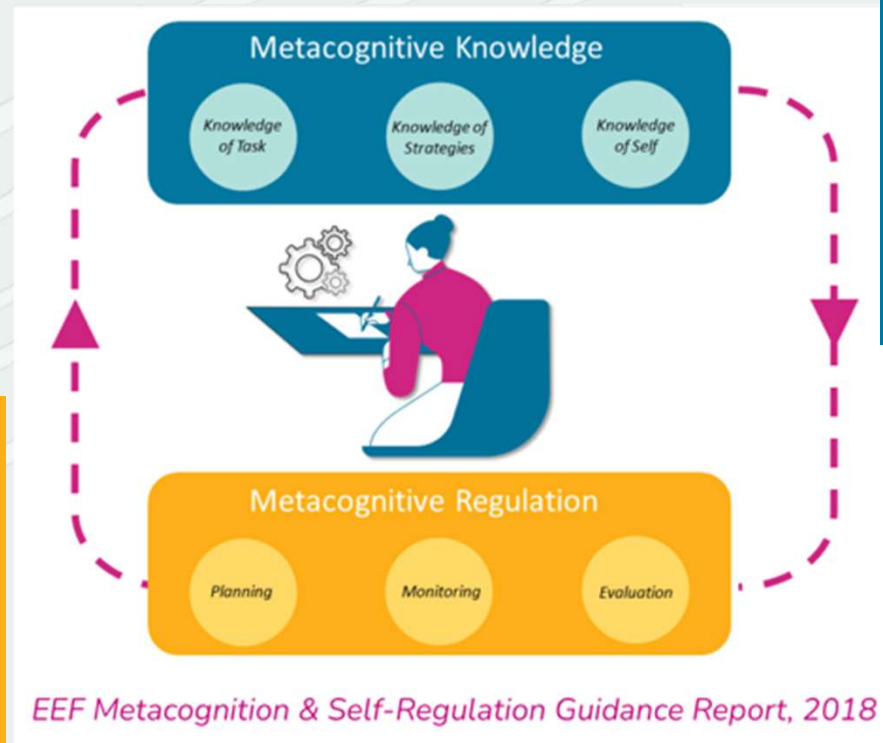 Metacognitive Knowledge
Knowledge
of Task
Knowledge of
Strategies
Knowledge
of Self
Metacognitive Regulation
Planning
Monitoring
Evaluation
EEF Metacognition & Self-Regulation Guidance Report, 2018